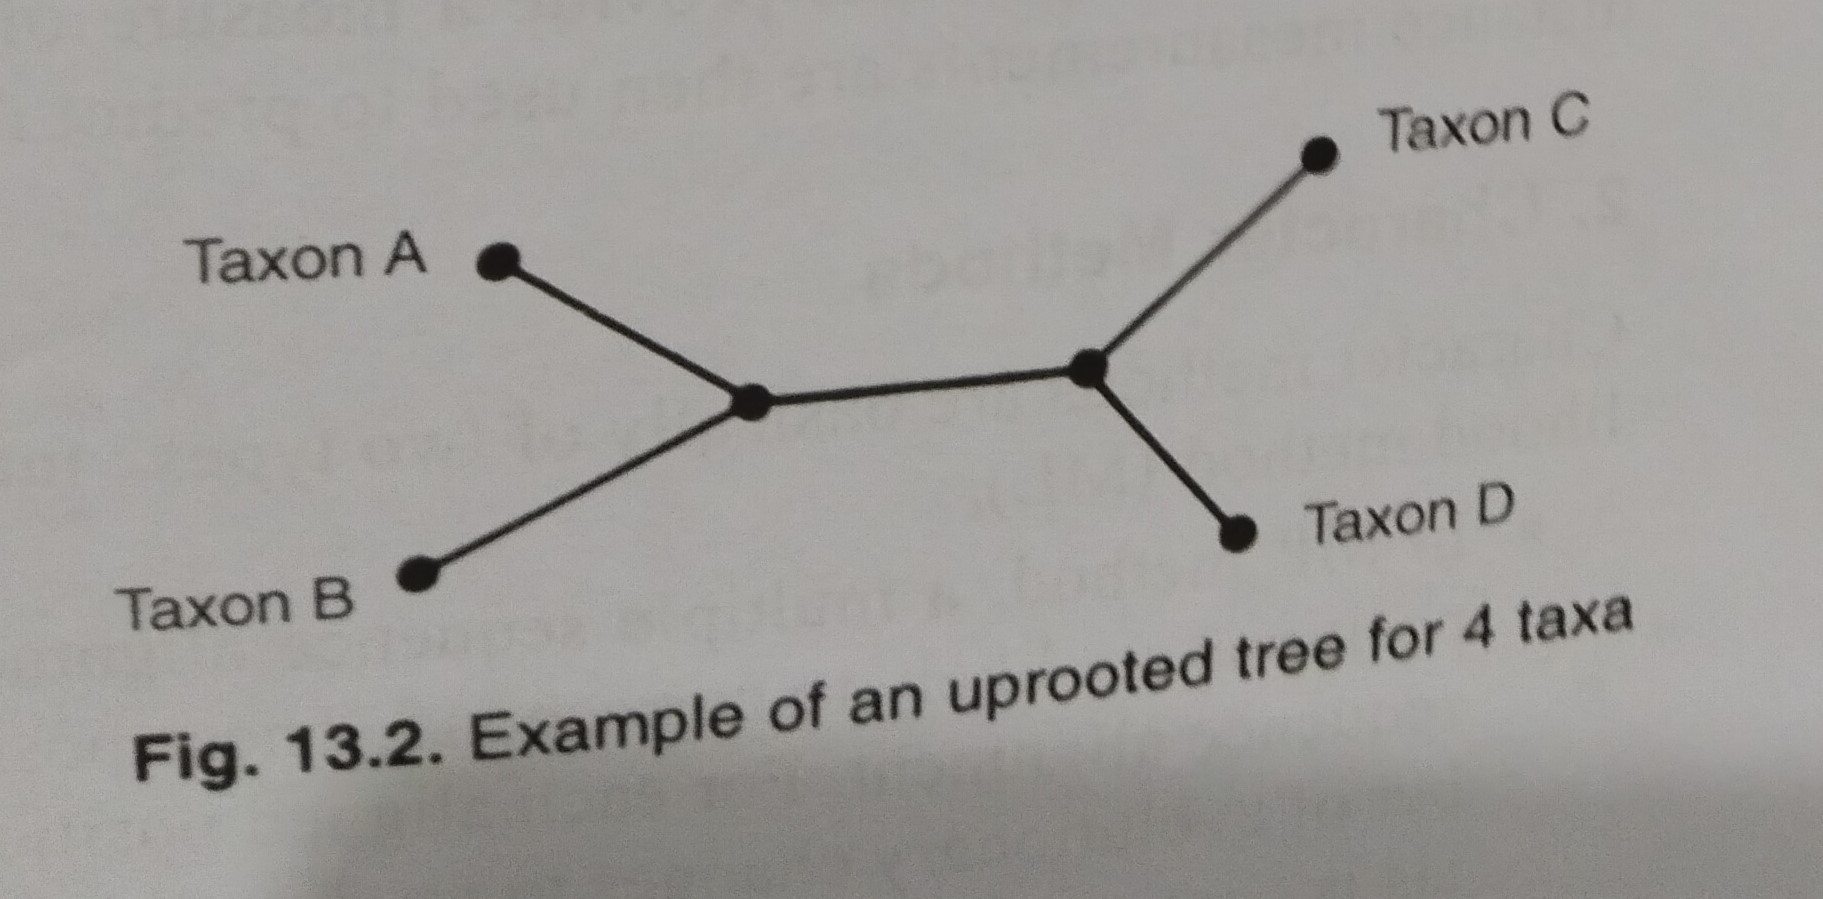 Taxon C
Taxon A
Taxon D
Taxon B
Fig. 13.2. Example of an uprooted tree for 4 taxa